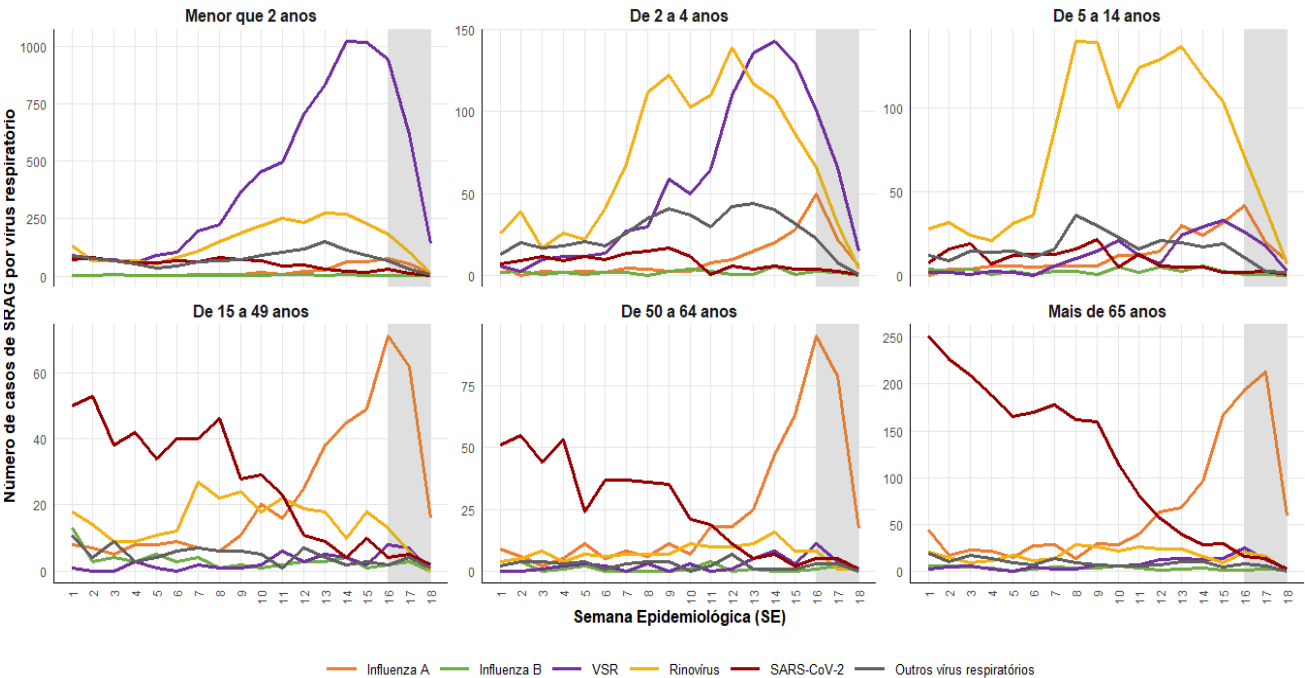 Menor que 2 anos
De 2 a 4 anos
De 5 a 14 anos
Número de casos de SRAG por vírus respiratório
1000
750
500
250
0
150
100
50
0
100
50
0
De 15 a 49 anos
De 50 a 64 anos
Mais de 65 anos
60
40
20
0
75
50
25
0
250
200
150
100
50
0
1 2 3 4 5 6 7 8 9 10 11 12 13 14 15 16 17 18
1 2 3 4 5 6 7 8 9 10 11 12 13 14 15 16 17 18
1 2 3 4 5 6 7 8 9 10 11 12 13 14 15 16 17 18
Semana Epidemiológica (SE)
Influenza A Influenza B VSR Rinovírus SARS-CoV-2 Outros vírus respiratórios